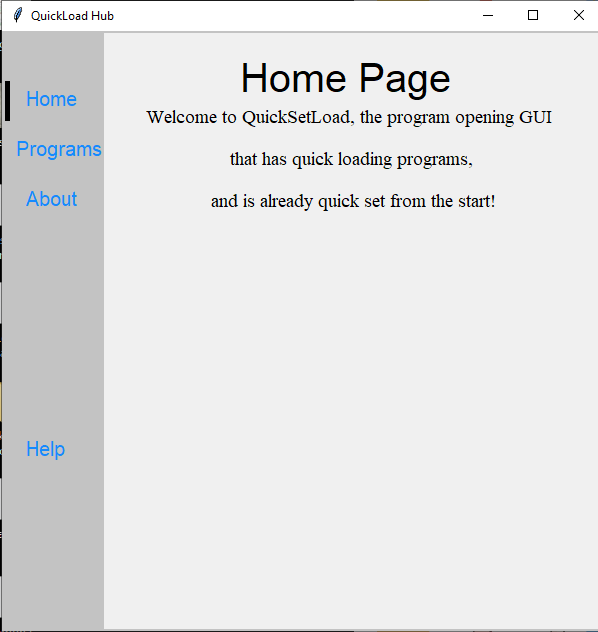 QuickLoad Hub
Home
Programs
About
Help
Home Page
Welcome to QuickSetLoad, the program opening GUI
that has quick loading programs,
and is already quick set from the start!